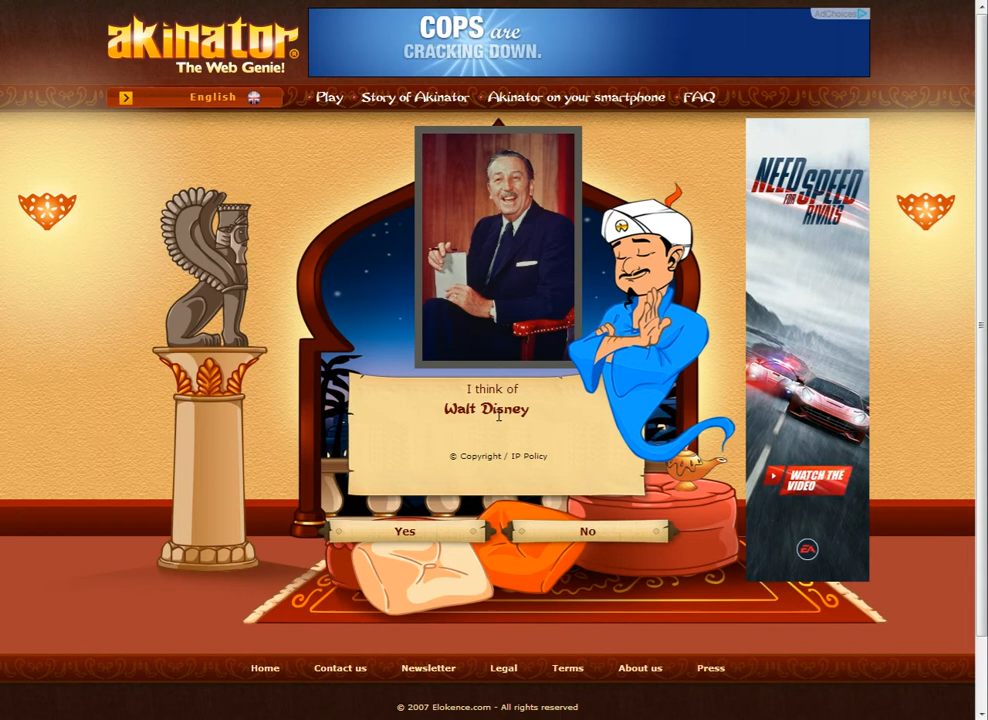 akinator®
The Web Genie!
COPS are
CRACKING DOWN.
AdChoices
English
Play
Story of Akinator
Akinator on your smartphone
FAQ
NEED
FOR SPEED
RIVALS
I think of
Walt Disney
© Copyright / IP Policy
WATCH THE
VIDEO
Yes
No
EA
Home
Contact us
Newsletter
Legal
Terms
About us
Press
© 2007 Elokence.com - All rights reserved